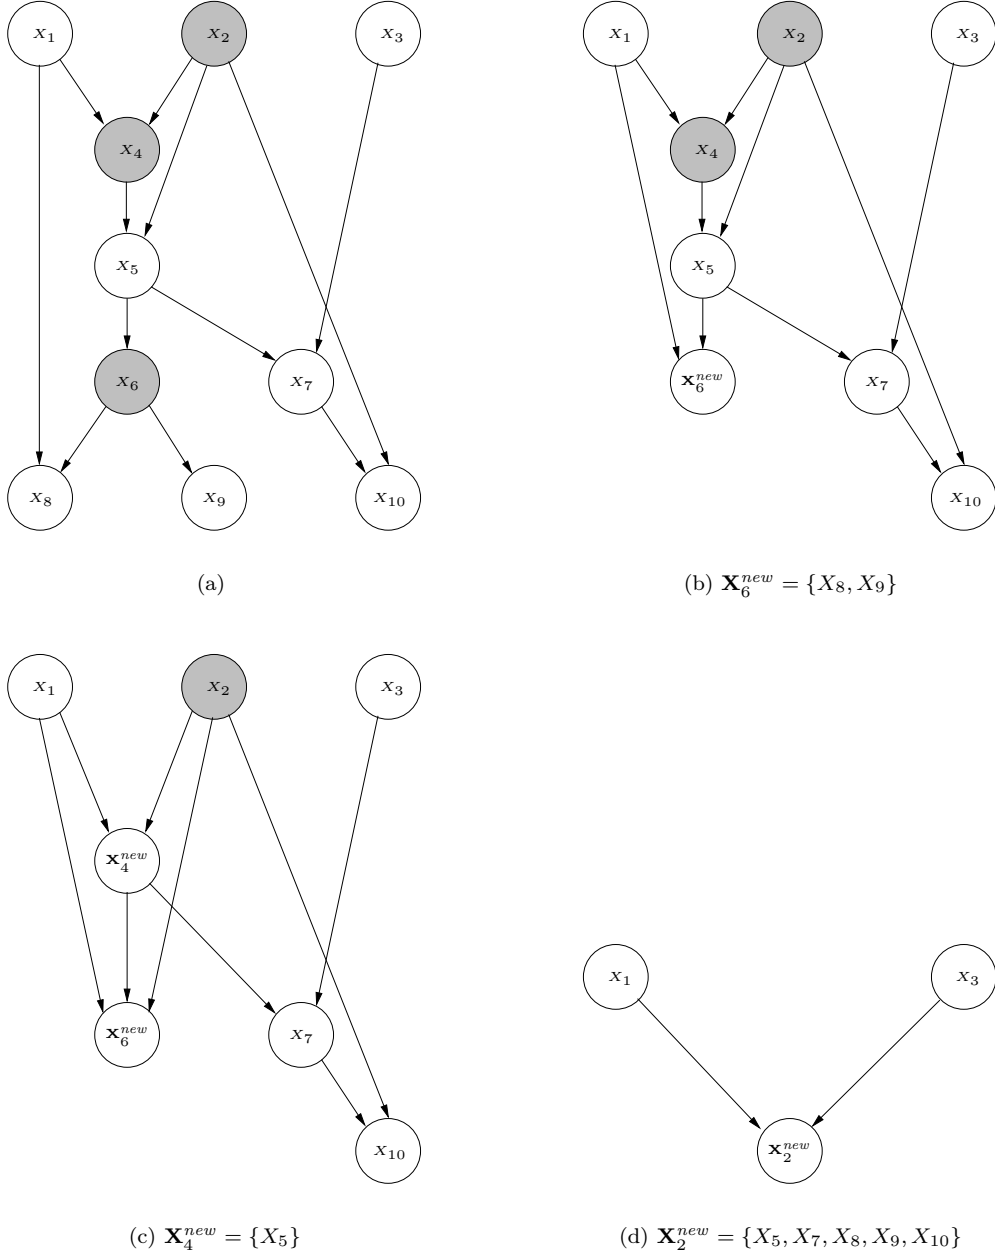 X₁ X₂ X₃
X₄
X₅
X₆ X₇
X₈ X₉ X₁₀
(a)
X₁ X₂ X₃
X₄
X₅
𝐱₆ⁿᵉʷ X₇
X₁₀
(b) 𝐗₆ⁿᵉʷ = {X₈, X₉}
X₁ X₂ X₃
𝐱₄ⁿᵉʷ
𝐱₆ⁿᵉʷ X₇
X₁₀
(c) 𝐗₄ⁿᵉʷ = {X₅}
X₁ X₃
𝐱₂ⁿᵉʷ
(d) 𝐗₂ⁿᵉʷ = {X₅, X₇, X₈, X₉, X₁₀}